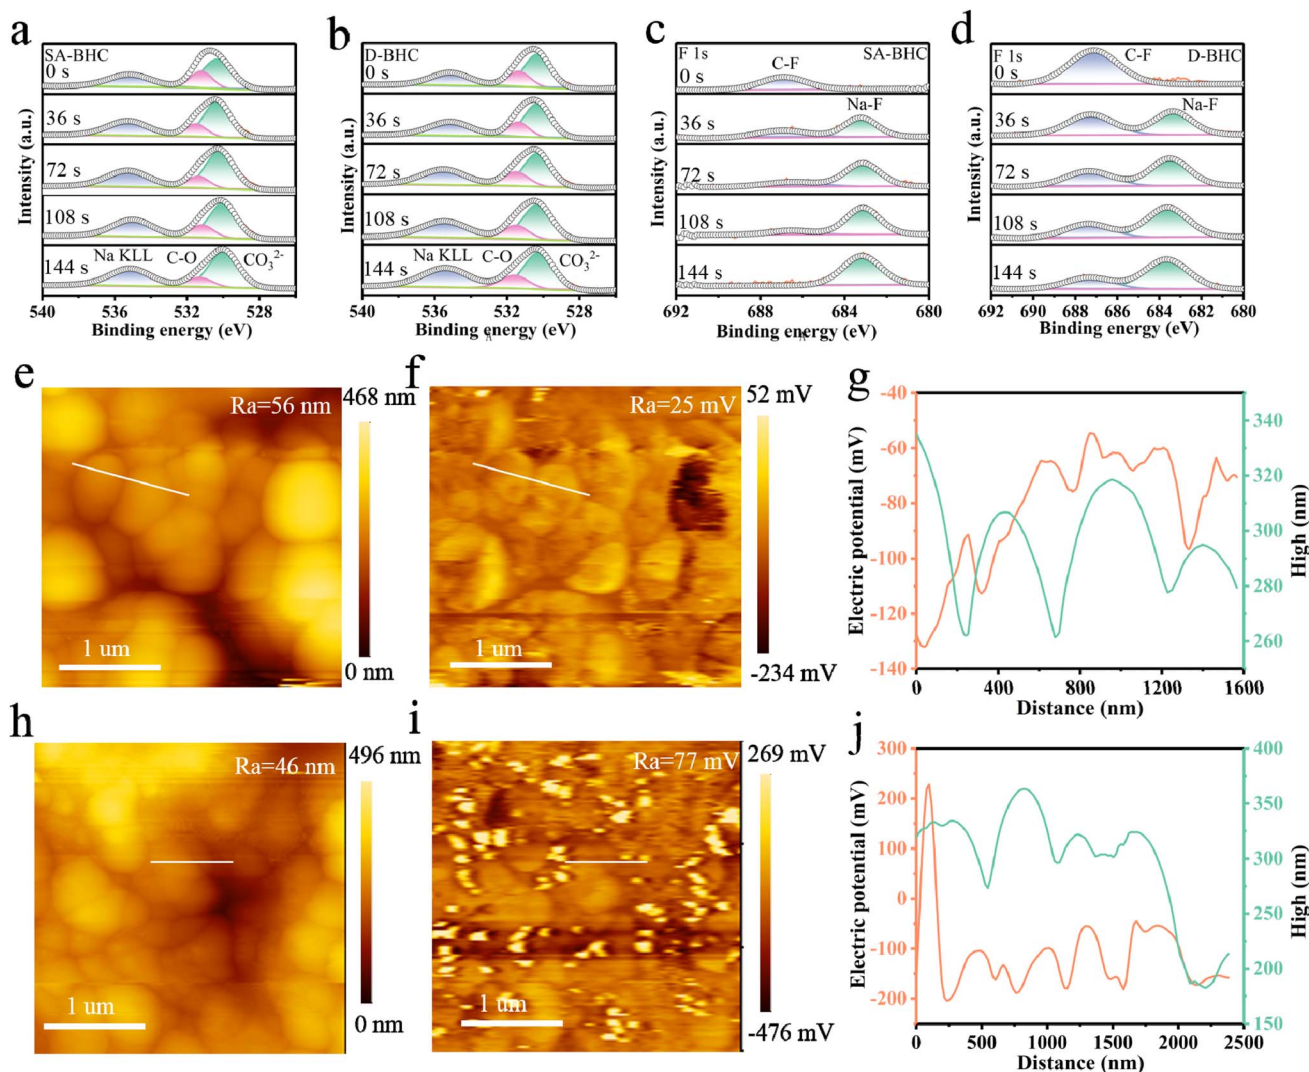 a
SA-BHC
0 s
36 s
72 s
108 s
144 s
Na KLL
C-O
CO₃²⁻
Intensity (a.u.)
540 536 532 528
Binding energy (eV)
b
D-BHC
0 s
36 s
72 s
108 s
144 s
Na KLL
C-O
CO₃²⁻
Intensity (a.u.)
540 536 532 528
Binding energy (eV)
c
F 1s
SA-BHC
0 s
C-F
36 s
Na-F
72 s
108 s
144 s
Intensity (a.u.)
692 688 684 680
Binding energy (eV)
d
F 1s
D-BHC
0 s
C-F
36 s
Na-F
72 s
108 s
144 s
Intensity (a.u.)
692 690 688 686 684 682 680
Binding energy (eV)
e
Ra=56 nm
468 nm
0 nm
1 um
f
Ra=25 mV
52 mV
-234 mV
1 um
g
Electric potential (mV)
-40
-60
-80
-100
-120
-140
340
320
300
280
260
High (nm)
0 400 800 1200 1600
Distance (nm)
h
Ra=46 nm
496 nm
0 nm
1 um
i
Ra=77 mV
269 mV
-476 mV
1 um
j
Electric potential (mV)
300
200
100
0
-100
-200
400
350
300
250
200
150
High (nm)
0 500 1000 1500 2000 2500
Distance (nm)